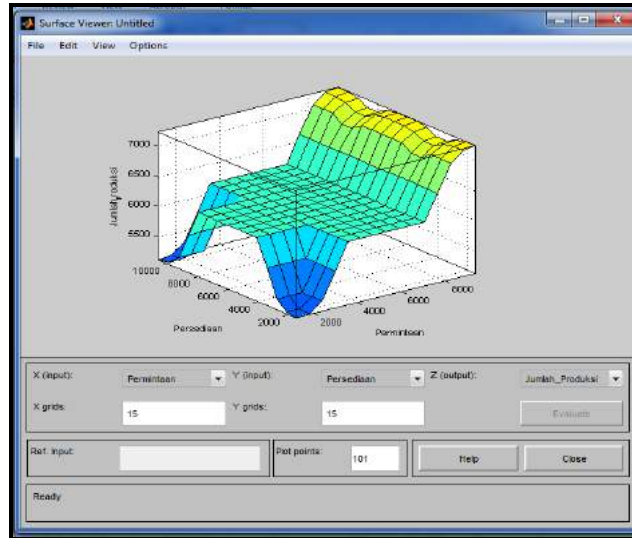 Surface Viewer: Untitled
File Edit View Options
7000
6500
6000
5500
Jumlahproduksi
10000
8000
6000
4000
2000
Persediaan
2000
4000
6000
8000
Permintaan
X (input): Permintaan Y (input): Persediaan Z (output): Jumlah_Produksi
X grids: 15 Y grids: 15 Evaluate
Ref. Input: Plot points: 101 Help Close
Ready